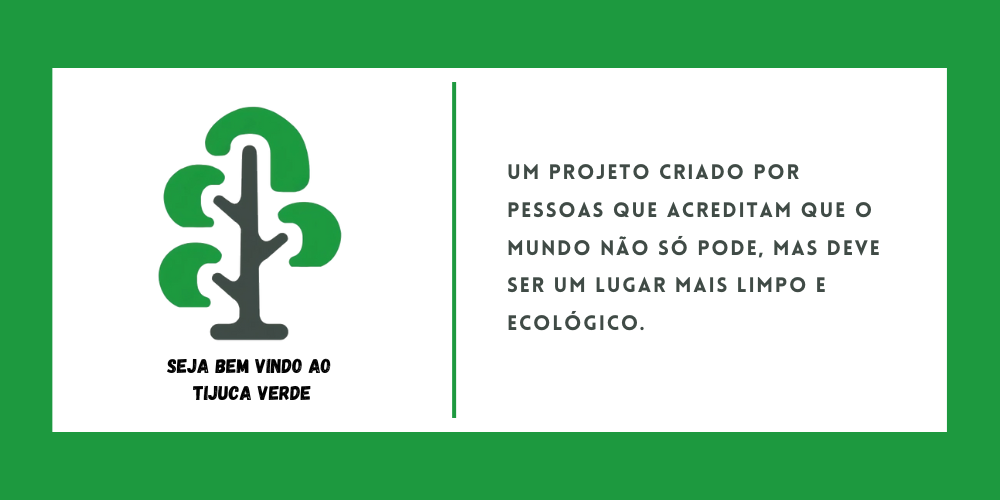 SEJA BEM VINDO AO
TIJUCA VERDE
UM PROJETO CRIADO POR
PESSOAS QUE ACREDITAM QUE O
MUNDO NÃO SÓ PODE, MAS DEVE
SER UM LUGAR MAIS LIMPO E
ECOLÓGICO.